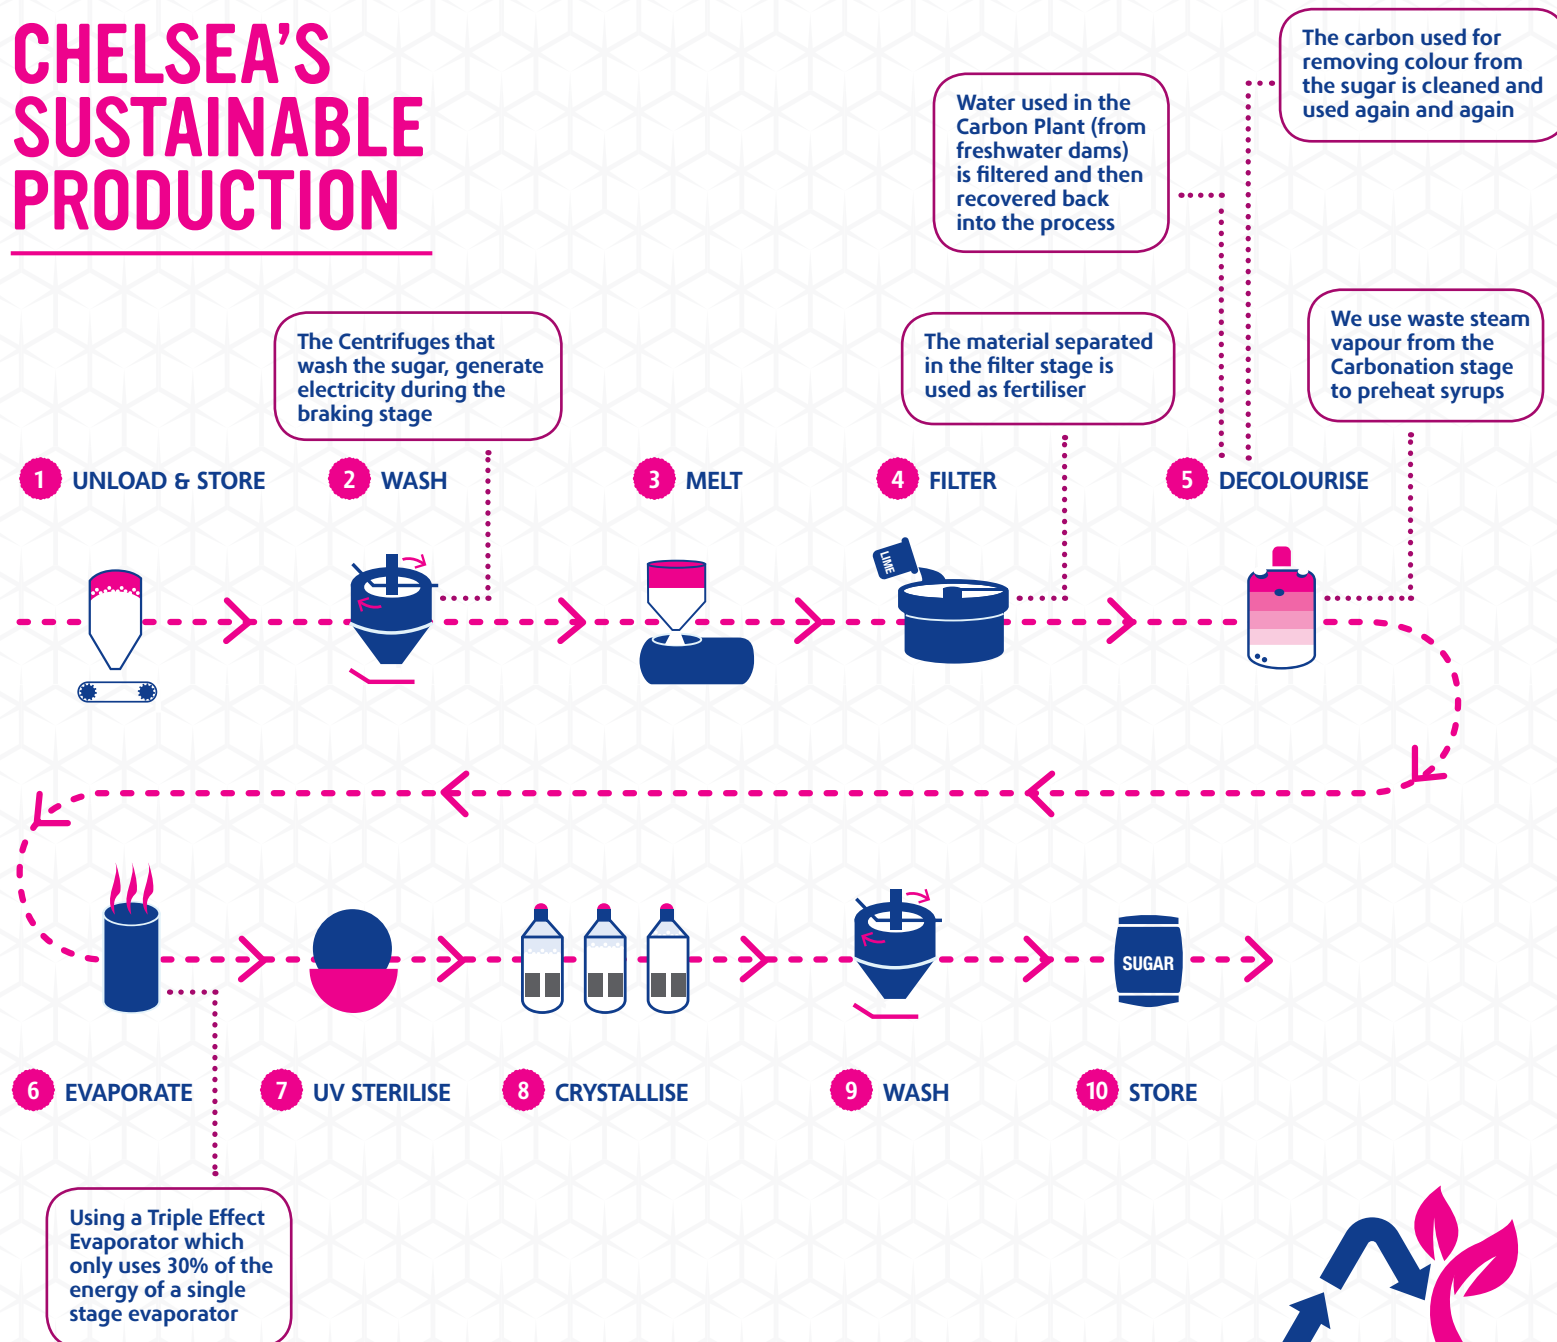 CHELSEA'S
SUSTAINABLE
PRODUCTION
The carbon used for
removing colour from
the sugar is cleaned and
used again and again
Water used in the
Carbon Plant (from
freshwater dams)
is filtered and then
recovered back
into the process
The Centrifuges that
wash the sugar, generate
electricity during the
braking stage
The material separated
in the filter stage is
used as fertiliser
We use waste steam
vapour from the
Carbonation stage
to preheat syrups
1 UNLOAD & STORE
2 WASH
3 MELT
4 FILTER
5 DECOLOURISE
LIME
SUGAR
6 EVAPORATE
7 UV STERILISE
8 CRYSTALLISE
9 WASH
10 STORE
Using a Triple Effect
Evaporator which
only uses 30% of the
energy of a single
stage evaporator